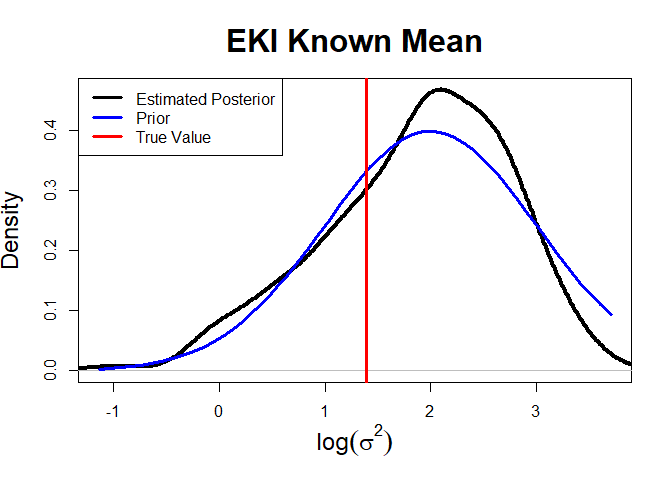 EKI Known Mean
Estimated Posterior
Prior
True Value
Density
0.0
0.1
0.2
0.3
0.4
-1
0
1
2
3
log(σ²)